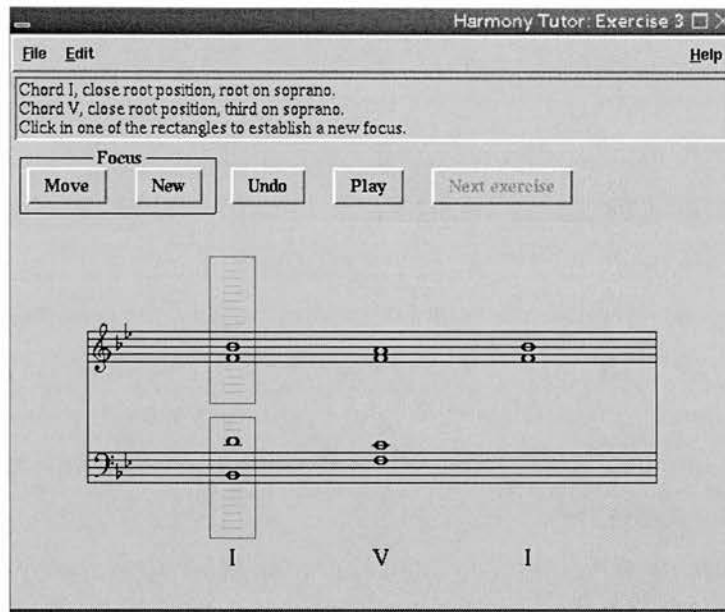 Harmony Tutor: Exercise 3
File Edit Help
Chord I, close root position, root on soprano.
Chord V, close root position, third on soprano.
Click in one of the rectangles to establish a new focus.
Focus
Move New Undo Play Next exercise
I V I